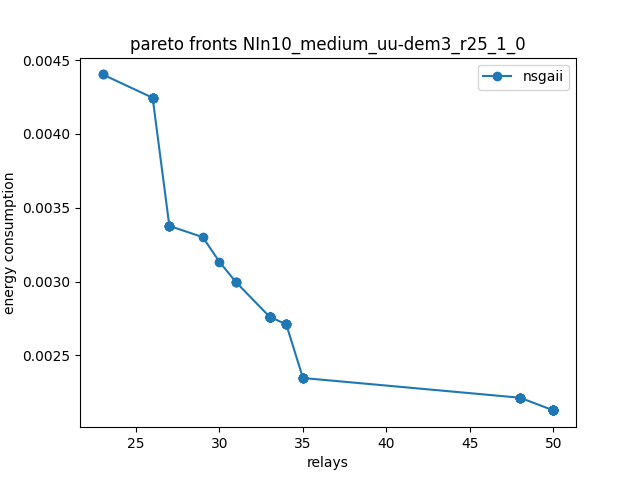 pareto fronts NIn10_medium_uu-dem3_r25_1_0
nsgaii
energy consumption
0.0045
0.0040
0.0035
0.0030
0.0025
25 30 35 40 45 50
relays